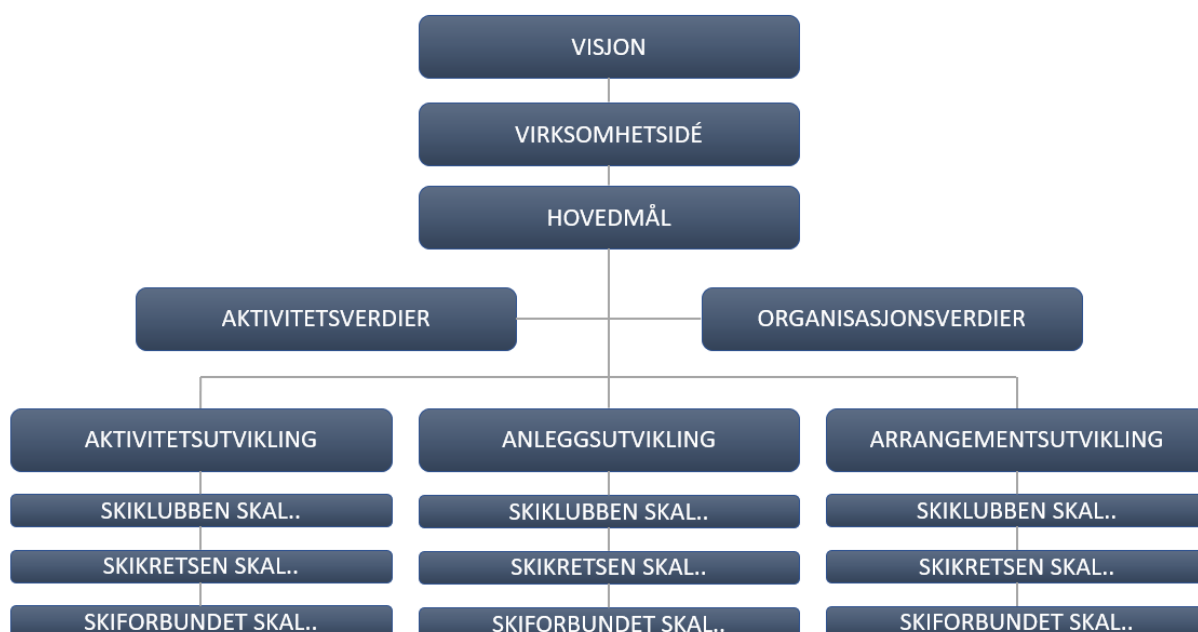 VISJON
VIRKSOMHETSIDÉ
HOVEDMÅL
AKTIVITETSVERDIER
ORGANISASJONSVERDIER
AKTIVITETSUTVIKLING
ANLEGGSUTVIKLING
ARRANGEMENTSUTVIKLING
SKIKLUBBEN SKAL..
SKIKLUBBEN SKAL..
SKIKLUBBEN SKAL..
SKIKRETSEN SKAL..
SKIKRETSEN SKAL..
SKIKRETSEN SKAL..
SKIFORBUNDET SKAL..
SKIFORBUNDET SKAL..
SKIFORBUNDET SKAL..